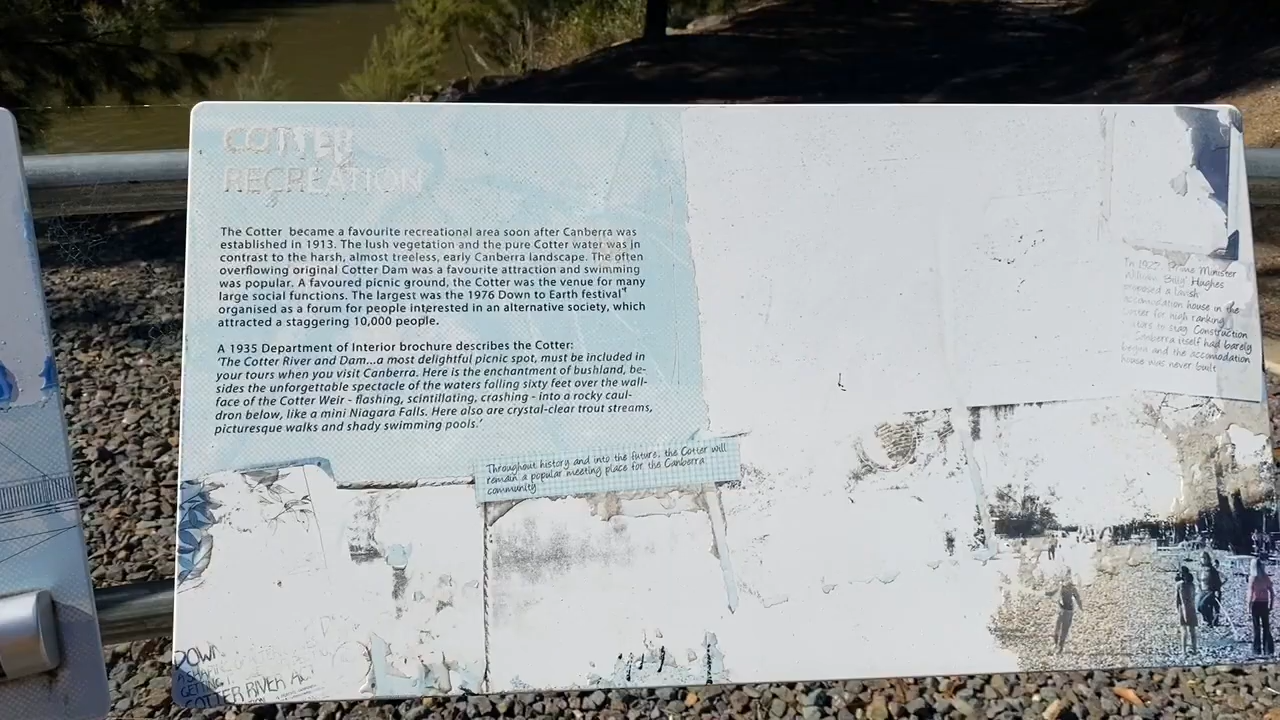 COTTER
RECREATION
The Cotter became a favourite recreational area soon after Canberra was
established in 1913. The lush vegetation and the pure Cotter water was in
contrast to the harsh, almost treeless, early Canberra landscape. The often
overflowing original Cotter Dam was a favourite attraction and swimming
was popular. A favoured picnic ground, the Cotter was the venue for many
large social functions. The largest was the 1976 Down to Earth festival
organised as a forum for people interested in an alternative society, which
attracted a staggering 10,000 people.
A 1935 Department of Interior brochure describes the Cotter:
'The Cotter River and Dam...a most delightful picnic spot, must be included in
your tours when you visit Canberra. Here is the enchantment of bushland, be-
sides the unforgettable spectacle of the waters falling sixty feet over the wall-
face of the Cotter Weir - flashing, scintillating, crashing - into a rocky caul-
dron below, like a mini Niagara Falls. Here also are crystal-clear trout streams,
picturesque walks and shady swimming pools.'
Throughout history and into the future, the Cotter will
remain a popular meeting place for the Canberra
community
In 1922, Prime Minister
William 'Billy' Hughes
proposed a lavish
accomodation house in the
Cotter for high ranking
visitors to stay. Construction
Canberra itself had barely
begun and the accomodation
house was never built
DOWN
GETTING
COTTER RIVER